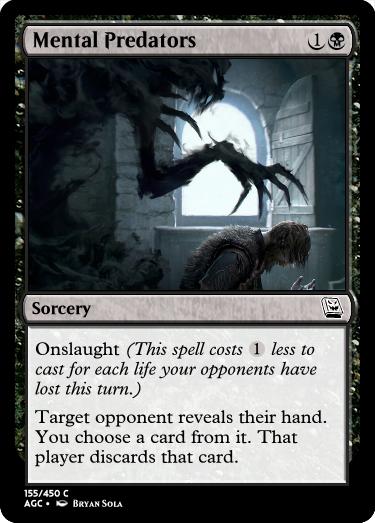 Mental Predators 1
Sorcery
Onslaught (This spell costs 1 less to
cast for each life your opponents have
lost this turn.)
Target opponent reveals their hand.
You choose a card from it. That
player discards that card.
155/450 C
AGC • Bryan Sola